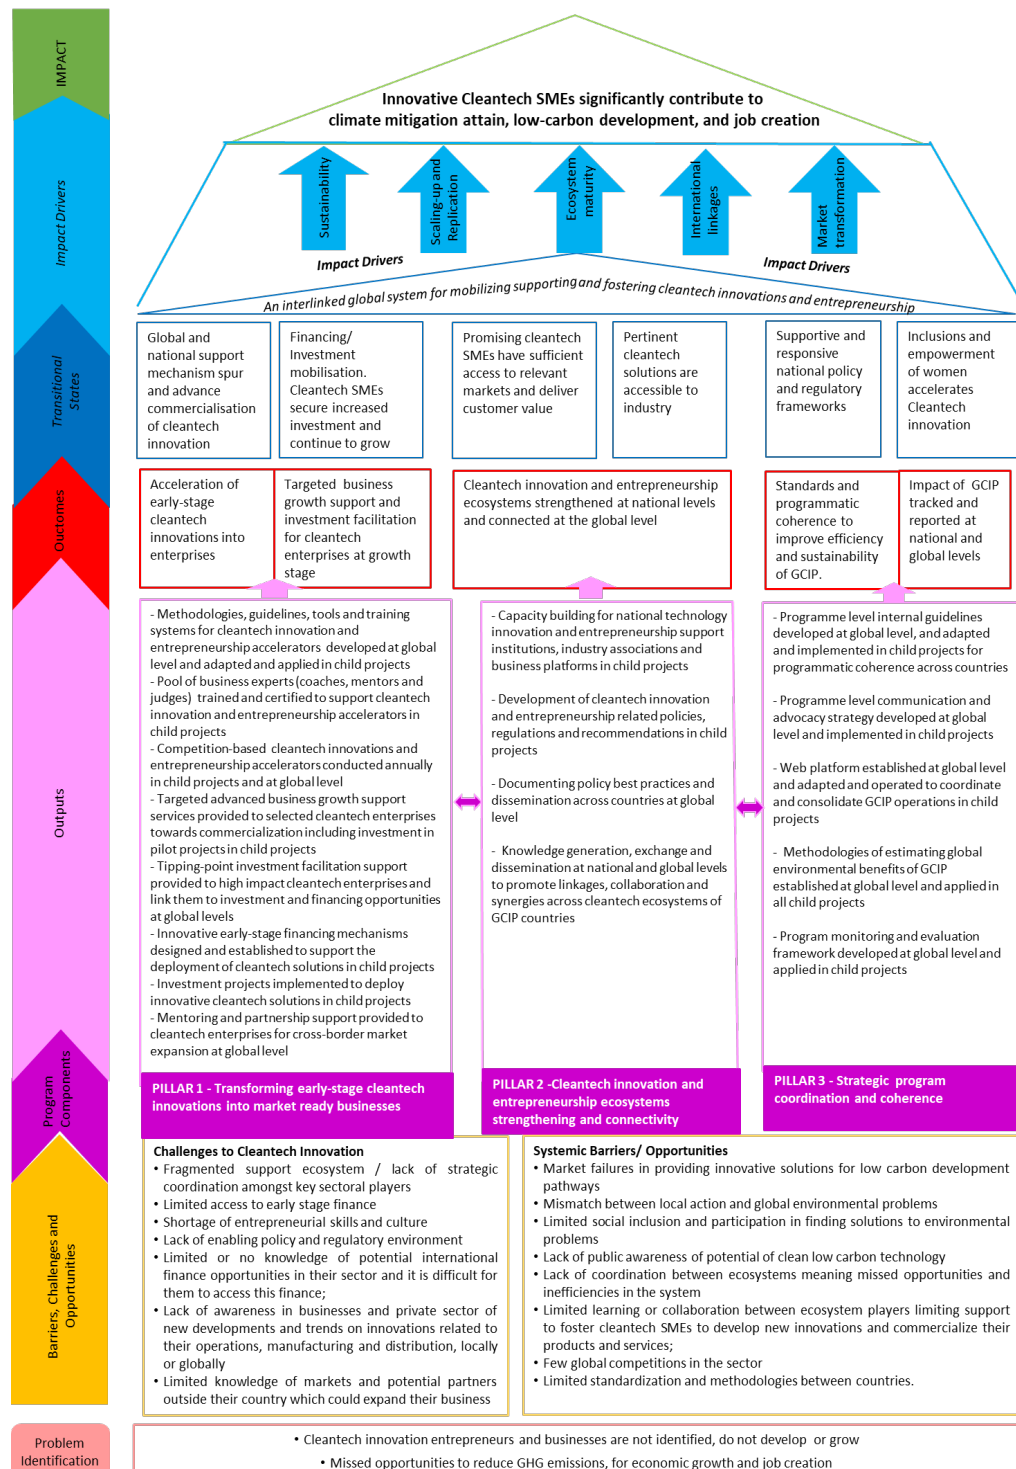 IMPACT
Innovative Cleantech SMEs significantly contribute to
climate mitigation attain, low-carbon development, and job creation
Impact Drivers
Sustainability
Scaling-up and
Replication
Ecosystem
maturity
International
linkages
Market
transformation
Impact Drivers
Impact Drivers
An interlinked global system for mobilizing supporting and fostering cleantech innovations and entrepreneurship
Transitional
States
Global and
national support
mechanism spur
and advance
commercialisation
of cleantech
innovation
Financing/
Investment
mobilisation.
Cleantech SMEs
secure increased
investment and
continue to grow
Promising cleantech
SMEs have sufficient
access to relevant
markets and deliver
customer value
Pertinent
cleantech
solutions are
accessible to
industry
Supportive and
responsive
national policy
and regulatory
frameworks
Inclusions and
empowerment
of women
accelerates
Cleantech
innovation
Ouctomes
Acceleration of
early-stage
cleantech
innovations into
enterprises
Targeted business
growth support and
investment facilitation
for cleantech
enterprises at growth
stage
Cleantech innovation and entrepreneurship
ecosystems strengthened at national levels
and connected at the global level
Standards and
programmatic
coherence to
improve efficiency
and sustainability
of GCIP.
Impact of GCIP
tracked and
reported at
national and
global levels
Outputs
- Methodologies, guidelines, tools and training
systems for cleantech innovation and
entrepreneurship accelerators developed at global
level and adapted and applied in child projects
- Pool of business experts (coaches, mentors and
judges) trained and certified to support cleantech
innovation and entrepreneurship accelerators in
child projects
- Competition-based cleantech innovations and
entrepreneurship accelerators conducted annually
in child projects and at global level
- Targeted advanced business growth support
services provided to selected cleantech enterprises
towards commercialization including investment in
pilot projects in child projects
- Tipping-point investment facilitation support
provided to high impact cleantech enterprises and
link them to investment and financing opportunities
at global levels
- Innovative early-stage financing mechanisms
designed and established to support the
deployment of cleantech solutions in child projects
- Investment projects implemented to deploy
innovative cleantech solutions in child projects
- Mentoring and partnership support provided to
cleantech enterprises for cross-border market
expansion at global level
- Capacity building for national technology
innovation and entrepreneurship support
institutions, industry associations and
business platforms in child projects
- Development of cleantech innovation
and entrepreneurship related policies,
regulations and recommendations in child
projects
- Documenting policy best practices and
dissemination across countries at global
level
- Knowledge generation, exchange and
dissemination at national and global levels
to promote linkages, collaboration and
synergies across cleantech ecosystems of
GCIP countries
- Programme level internal guidelines
developed at global level, and adapted
and implemented in child projects for
programmatic coherence across countries
- Programme level communication and
advocacy strategy developed at global
level and implemented in child projects
- Web platform established at global level
and adapted and operated to coordinate
and consolidate GCIP operations in child
projects
- Methodologies of estimating global
environmental benefits of GCIP
established at global level and applied in
all child projects
- Program monitoring and evaluation
framework developed at global level and
applied in child projects
Program
Components
PILLAR 1 - Transforming early-stage cleantech
innovations into market ready businesses
PILLAR 2 -Cleantech innovation and
entrepreneurship ecosystems
strengthening and connectivity
PILLAR 3 - Strategic program
coordination and coherence
Barriers, Challenges and
Opportunities
Challenges to Cleantech Innovation
• Fragmented support ecosystem / lack of strategic
coordination amongst key sectoral players
• Limited access to early stage finance
• Shortage of entrepreneurial skills and culture
• Lack of enabling policy and regulatory environment
• Limited or no knowledge of potential international
finance opportunities in their sector and it is difficult for
them to access this finance;
• Lack of awareness in businesses and private sector of
new developments and trends on innovations related to
their operations, manufacturing and distribution, locally
or globally
• Limited knowledge of markets and potential partners
outside their country which could expand their business
Systemic Barriers/ Opportunities
• Market failures in providing innovative solutions for low carbon development
pathways
• Mismatch between local action and global environmental problems
• Limited social inclusion and participation in finding solutions to environmental
problems
• Lack of public awareness of potential of clean low carbon technology
• Lack of coordination between ecosystems meaning missed opportunities and
inefficiencies in the system
• Limited learning or collaboration between ecosystem players limiting support
to foster cleantech SMEs to develop new innovations and commercialize their
products and services;
• Few global competitions in the sector
• Limited standardization and methodologies between countries.
Problem
Identification
• Cleantech innovation entrepreneurs and businesses are not identified, do not develop or grow
• Missed opportunities to reduce GHG emissions, for economic growth and job creation